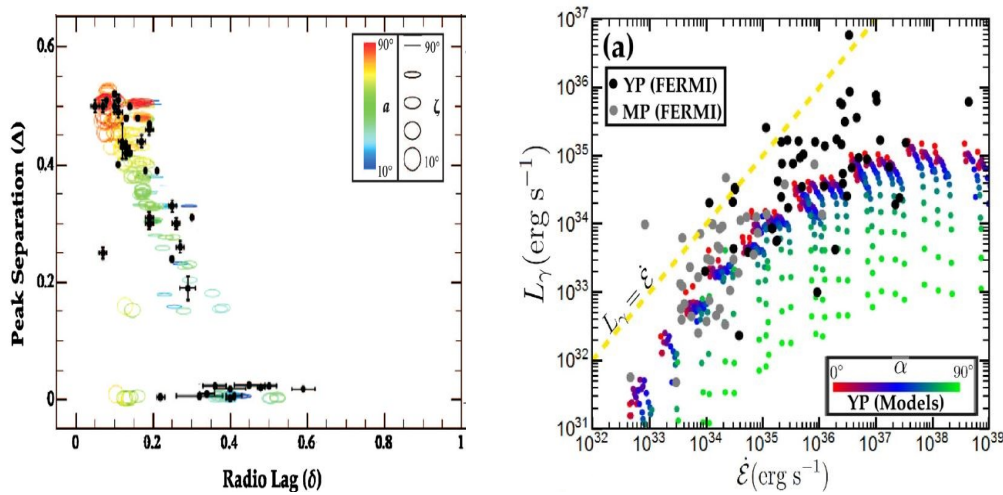 0.6
0.4
0.2
0
0
0.2
0.4
0.6
0.8
1
Peak Separation (Δ)
Radio Lag (δ)
90°
a
10°
90°
ζ
10°
(a)
YP (FERMI)
MP (FERMI)
L_γ = Ė
0° α 90°
YP (Models)
10^37
10^36
10^35
10^34
10^33
10^32
10^31
L_γ (erg s^−1)
10^32 10^33 10^34 10^35 10^36 10^37 10^38 10^39
Ė(erg s^−1)